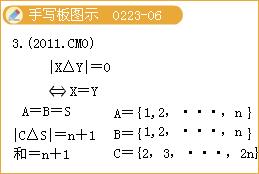 手写板图示 0223-06
3.(2011.CMO)
|X△Y|=0
⇔X=Y
A=B=S A={1,2, ···, n}
|C△S|=n+1 B={1,2, ···, n}
和=n+1 C={2, 3, ···, 2n}